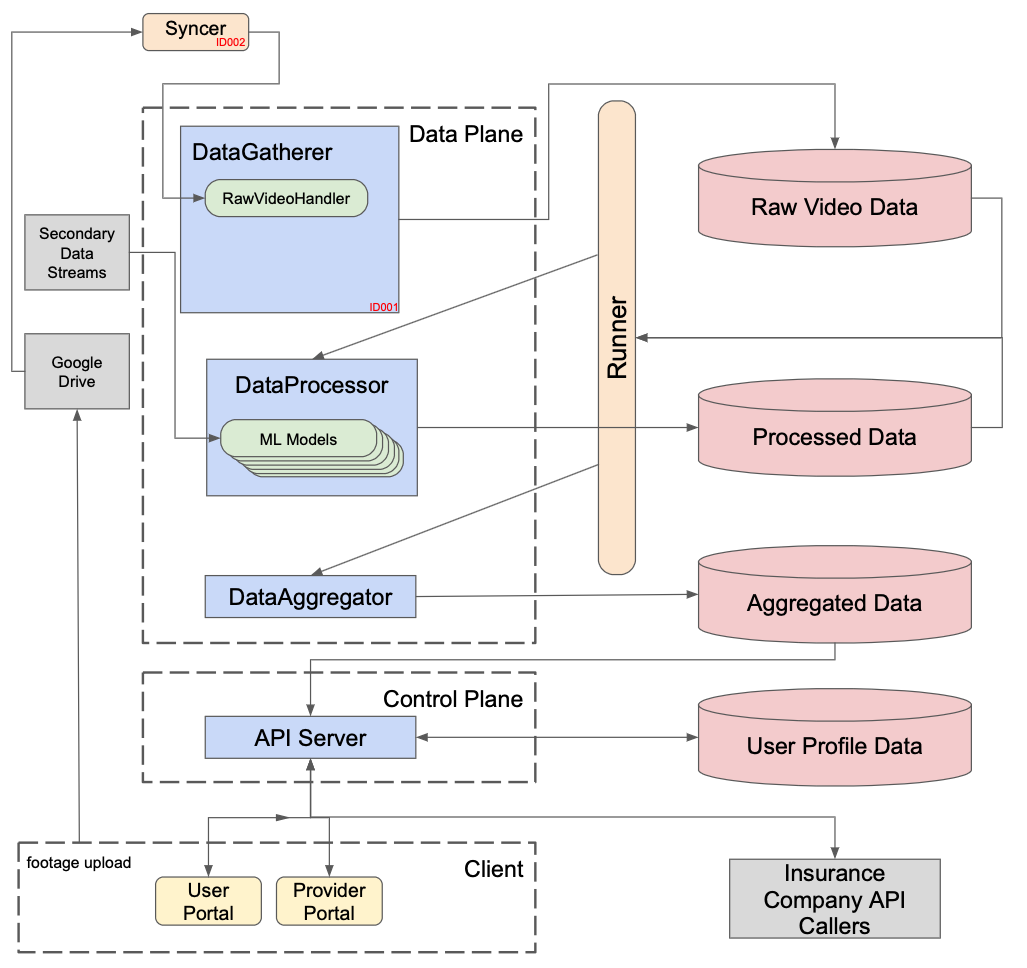 Syncer
ID002
Data Plane
DataGatherer
RawVideoHandler
ID001
Raw Video Data
Secondary
Data
Streams
Google
Drive
Runner
DataProcessor
ML Models
Processed Data
DataAggregator
Aggregated Data
Control Plane
API Server
User Profile Data
footage upload
Client
User
Portal
Provider
Portal
Insurance
Company API
Callers